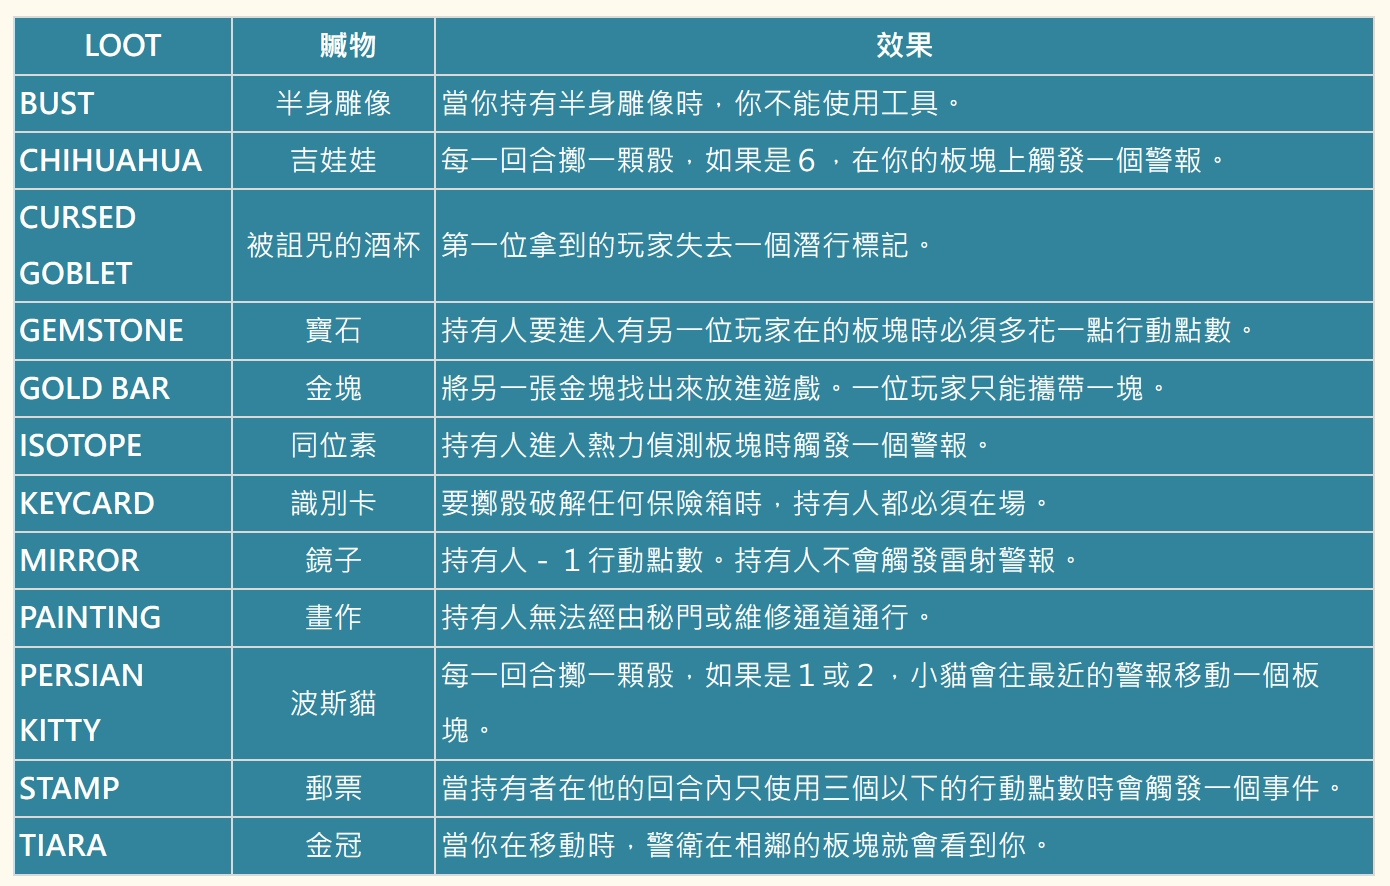 LOOT 贓物 效果
BUST 半身雕像 當你持有半身雕像時，你不能使用工具。
CHIHUAHUA 吉娃娃 每一回合擲一顆骰，如果是６，在你的板塊上觸發一個警報。
CURSED
GOBLET
被詛咒的酒杯 第一位拿到的玩家失去一個潛行標記。
GEMSTONE 寶石 持有人要進入有另一位玩家在的板塊時必須多花一點行動點數。
GOLD BAR 金塊 將另一張金塊找出來放進遊戲。一位玩家只能攜帶一塊。
ISOTOPE 同位素 持有人進入熱力偵測板塊時觸發一個警報。
KEYCARD 識別卡 要擲骰破解任何保險箱時，持有人都必須在場。
MIRROR 鏡子 持有人－１行動點數。持有人不會觸發雷射警報。
PAINTING 畫作 持有人無法經由秘門或維修通道通行。
PERSIAN
KITTY
波斯貓 每一回合擲一顆骰，如果是１或２，小貓會往最近的警報移動一個板
塊。
STAMP 郵票 當持有者在他的回合內只使用三個以下的行動點數時會觸發一個事件。
TIARA 金冠 當你在移動時，警衛在相鄰的板塊就會看到你。